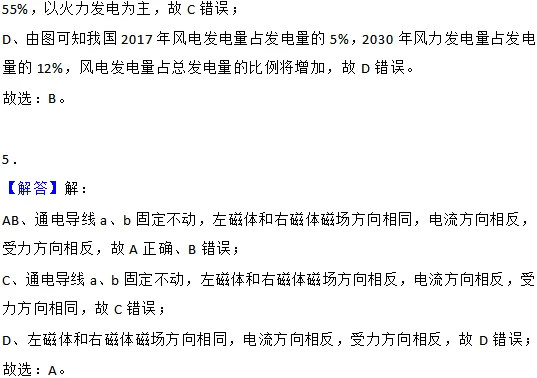 55%，以火力发电为主，故 C 错误；
D、由图可知我国 2017 年风电发电量占发电量的 5%，2030 年风力发电量占发电
量的 12%，风电发电量占总发电量的比例将增加，故 D 错误。
故选：B。
5．
【解答】解：
AB、通电导线 a、b 固定不动，左磁体和右磁体磁场方向相同，电流方向相反，
受力方向相反，故 A 正确、B 错误；
C、通电导线 a、b 固定不动，左磁体和右磁体磁场方向相反，电流方向相反，受
力方向相同，故 C 错误；
D、左磁体和右磁体磁场方向相同，电流方向相反，受力方向相反，故 D 错误；
故选：A。